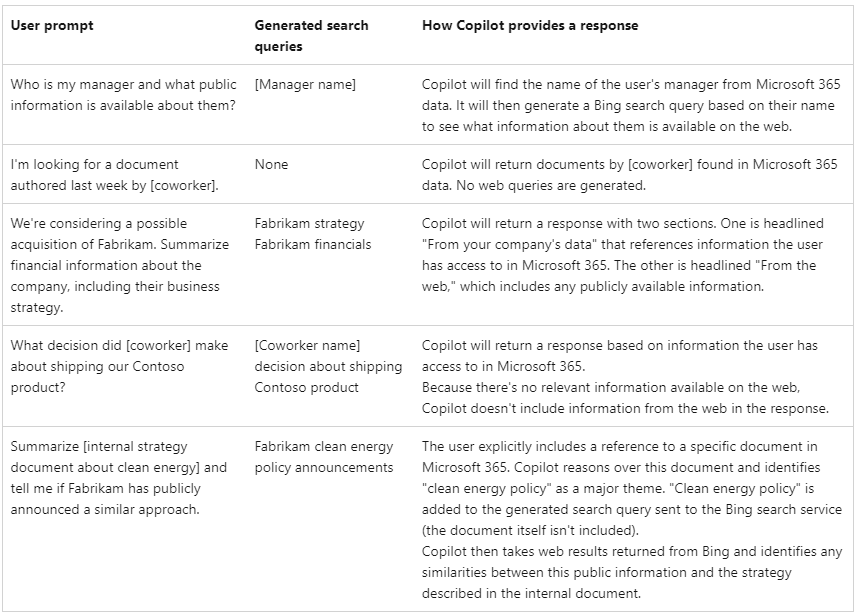 User prompt
Generated search
queries
How Copilot provides a response
Who is my manager and what public
information is available about them?
[Manager name]
Copilot will find the name of the user's manager from Microsoft 365
data. It will then generate a Bing search query based on their name
to see what information about them is available on the web.
I'm looking for a document
authored last week by [coworker].
None
Copilot will return documents by [coworker] found in Microsoft 365
data. No web queries are generated.
We're considering a possible
acquisition of Fabrikam. Summarize
financial information about the
company, including their business
strategy.
Fabrikam strategy
Fabrikam financials
Copilot will return a response with two sections. One is headlined
"From your company's data" that references information the user
has access to in Microsoft 365. The other is headlined "From the
web," which includes any publicly available information.
What decision did [coworker] make
about shipping our Contoso
product?
[Coworker name]
decision about shipping
Contoso product
Copilot will return a response based on information the user has
access to in Microsoft 365.
Because there's no relevant information available on the web,
Copilot doesn't include information from the web in the response.
Summarize [internal strategy
document about clean energy] and
tell me if Fabrikam has publicly
announced a similar approach.
Fabrikam clean energy
policy announcements
The user explicitly includes a reference to a specific document in
Microsoft 365. Copilot reasons over this document and identifies
"clean energy policy" as a major theme. "Clean energy policy" is
added to the generated search query sent to the Bing search service
(the document itself isn't included).
Copilot then takes web results returned from Bing and identifies any
similarities between this public information and the strategy
described in the internal document.